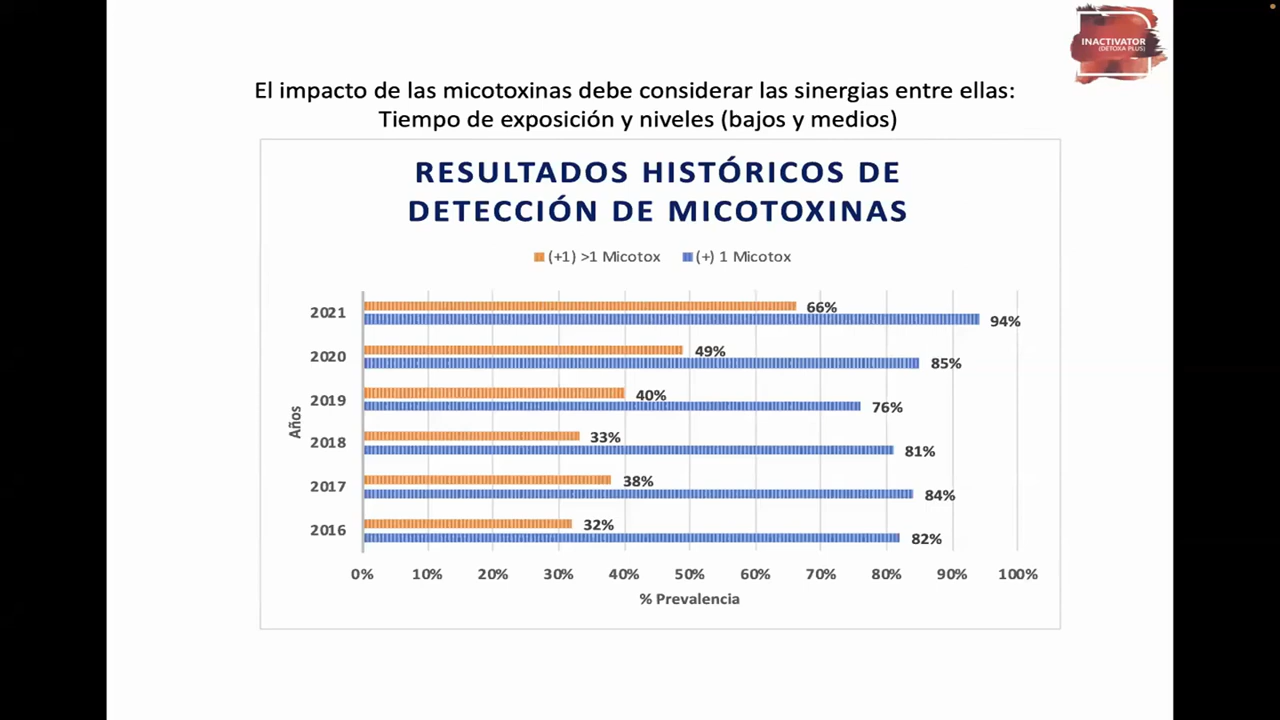 INACTIVATOR
(DETOXA PLUS)
El impacto de las micotoxinas debe considerar las sinergias entre ellas:
Tiempo de exposición y niveles (bajos y medios)
RESULTADOS HISTÓRICOS DE
DETECCIÓN DE MICOTOXINAS
(+1) >1 Micotox (+) 1 Micotox
2021 66%
94%
2020 49%
85%
2019 40%
76%
2018 33%
81%
2017 38%
84%
2016 32%
82%
Años
0% 10% 20% 30% 40% 50% 60% 70% 80% 90% 100%
% Prevalencia